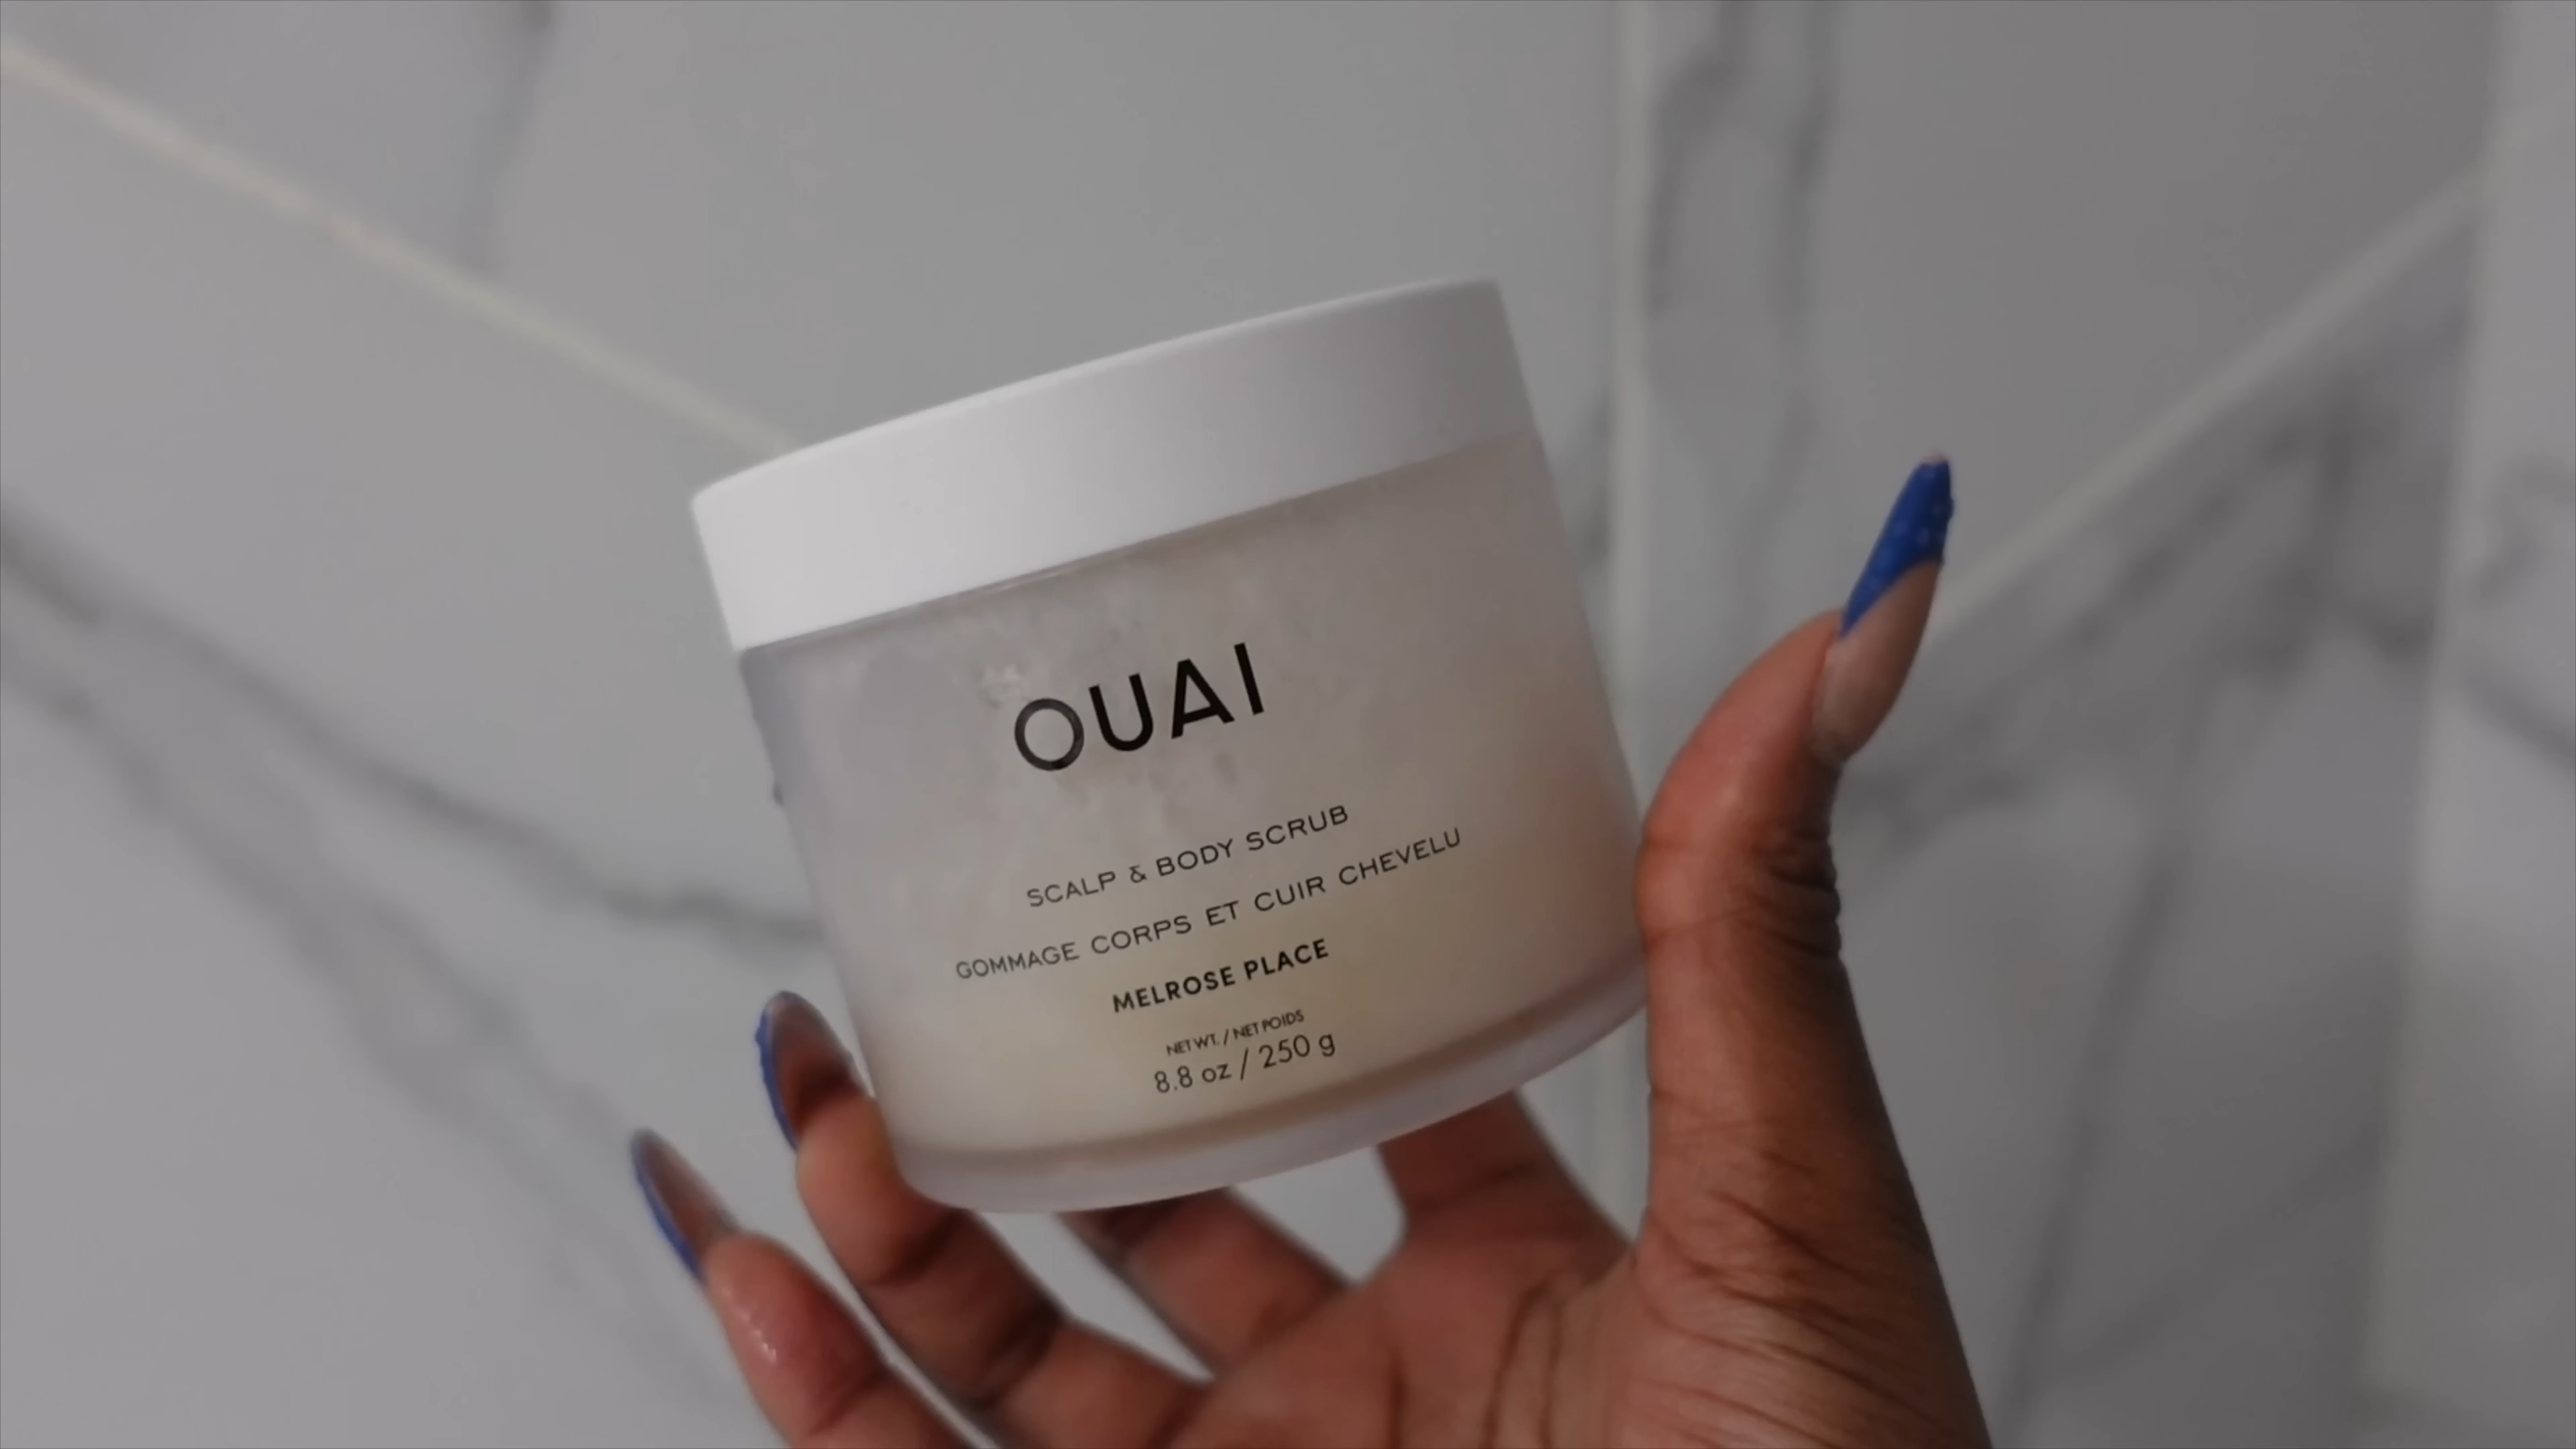 OUAI
SCALP & BODY SCRUB
GOMMAGE CORPS ET CUIR CHEVELU
MELROSE PLACE
NET WT. / NET POIDS
8.8 oz / 250 g